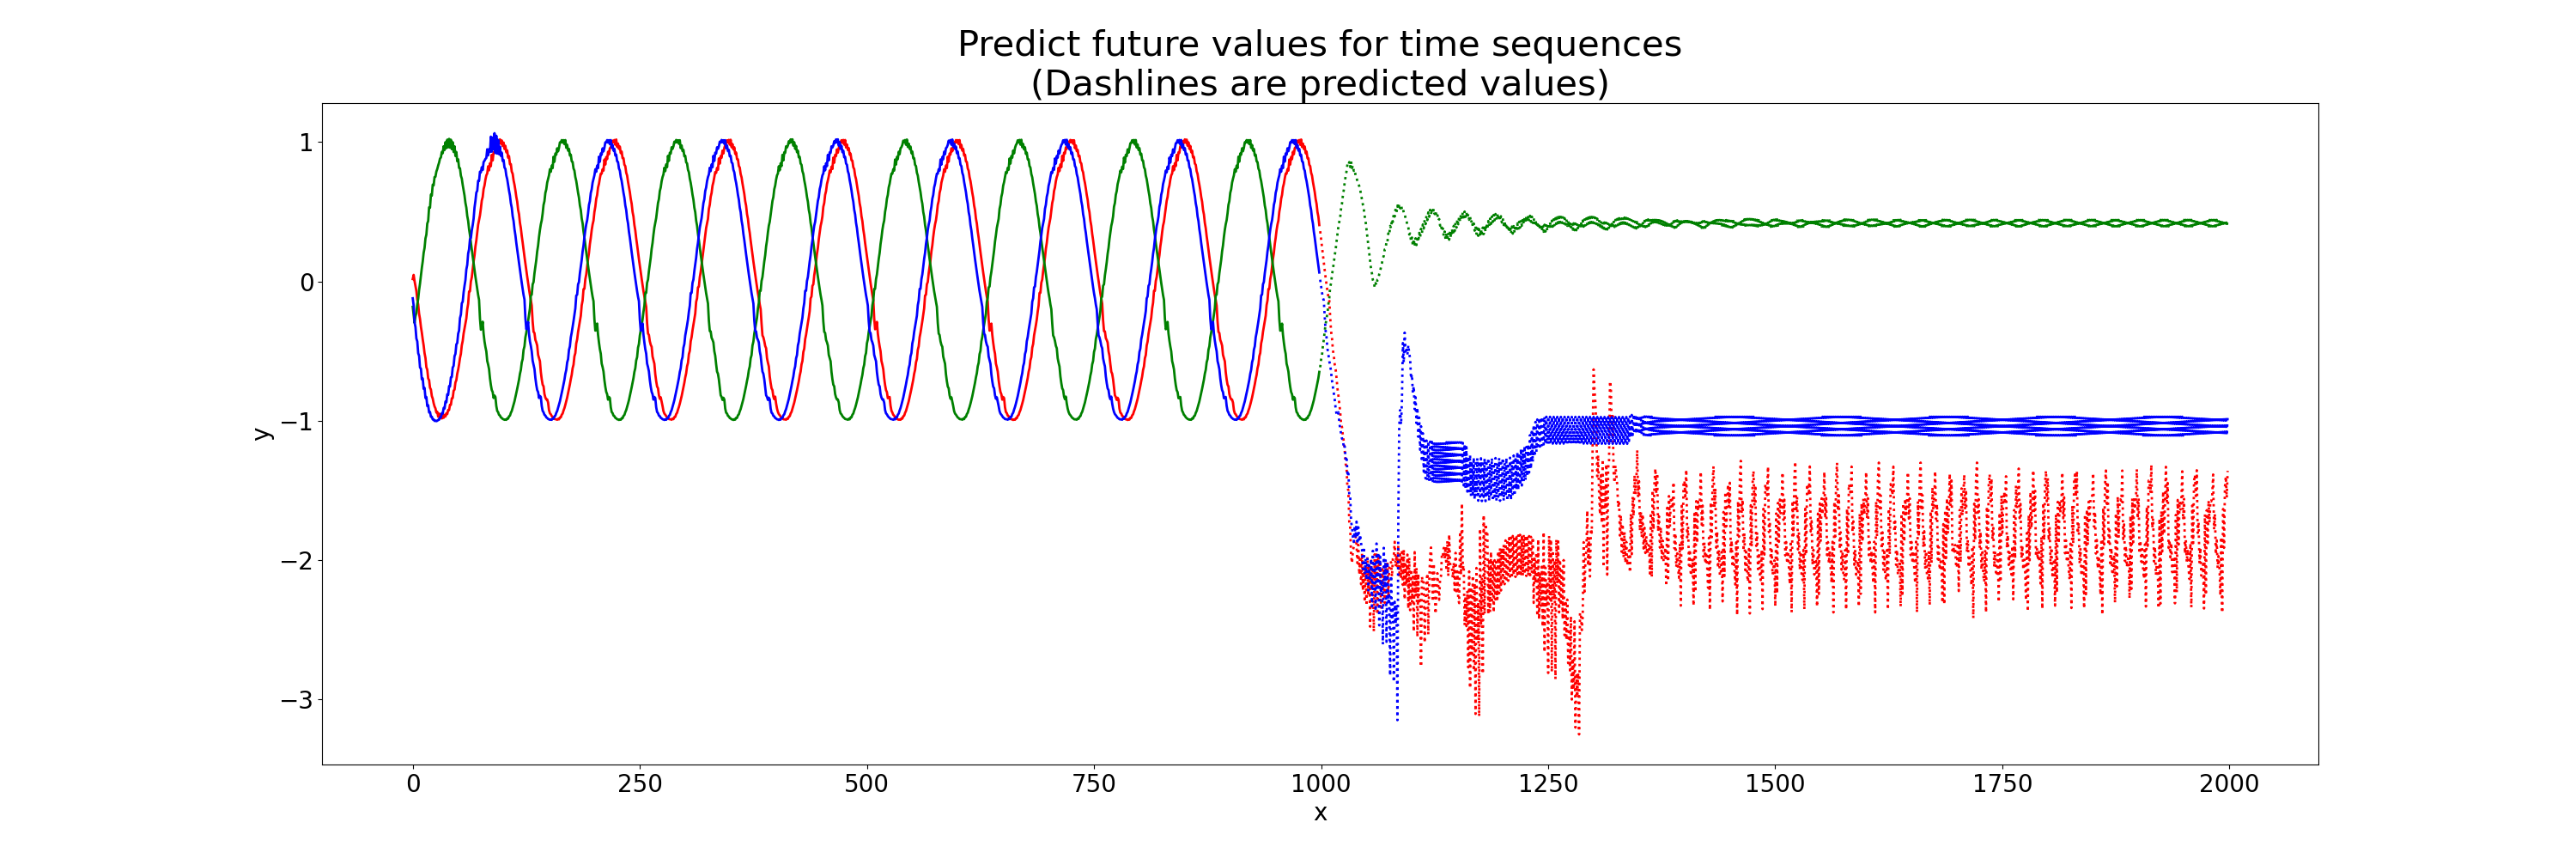 Predict future values for time sequences
(Dashlines are predicted values)
1
0
−1
−2
−3
y
0 250 500 750 1000 1250 1500 1750 2000
x